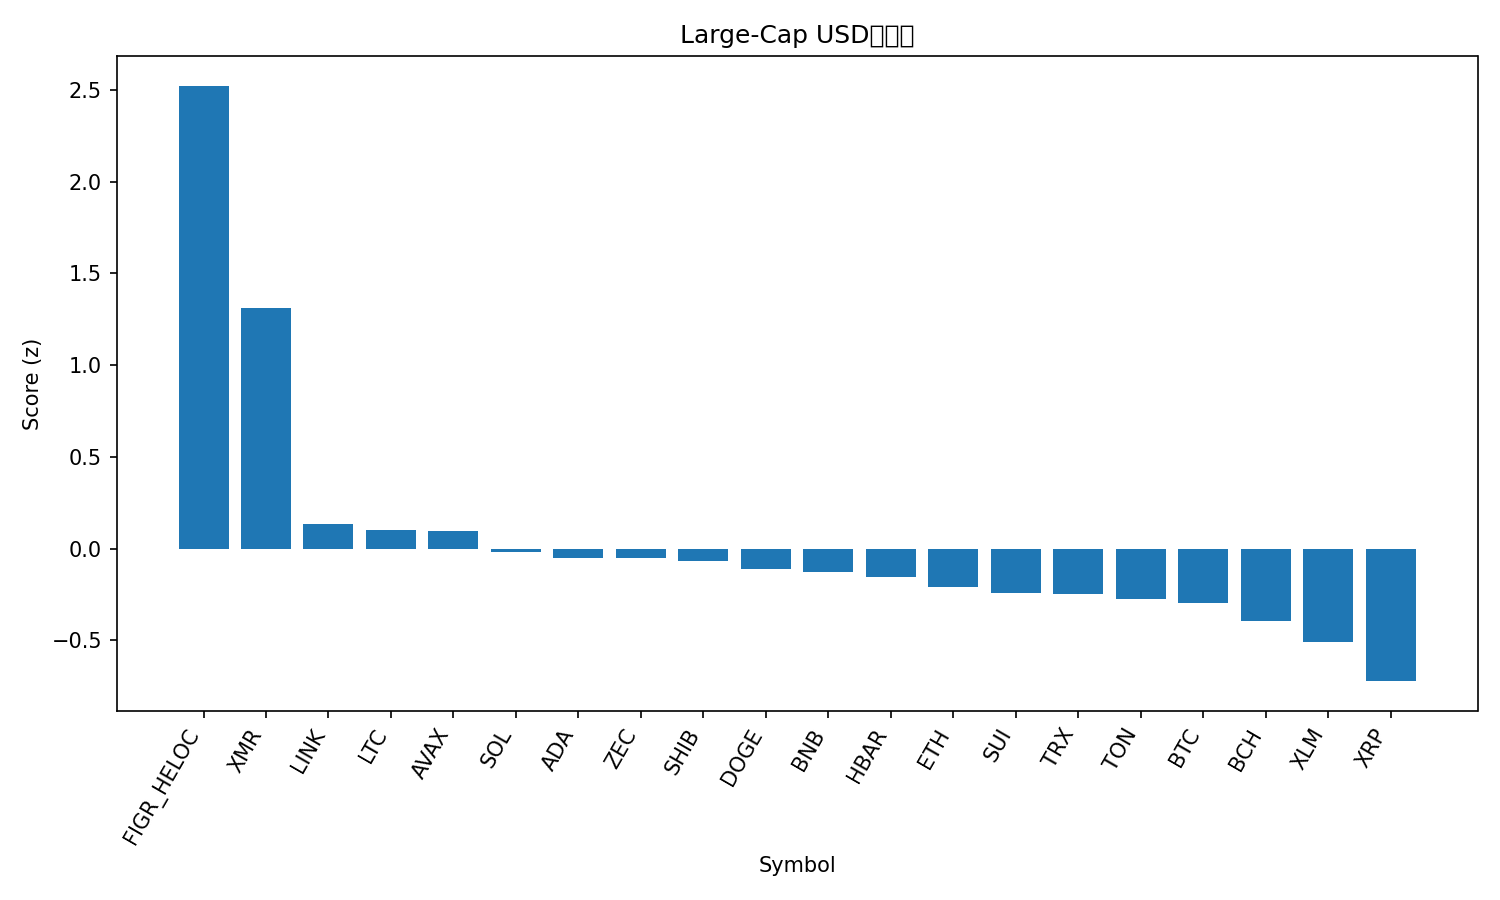 Large-Cap USD
Score (z)
2.5
2.0
1.5
1.0
0.5
0.0
−0.5
FIGR_HELOC
XMR
LINK
LTC
AVAX
SOL
ADA
ZEC
SHIB
DOGE
BNB
HBAR
ETH
SUI
TRX
TON
BTC
BCH
XLM
XRP
Symbol